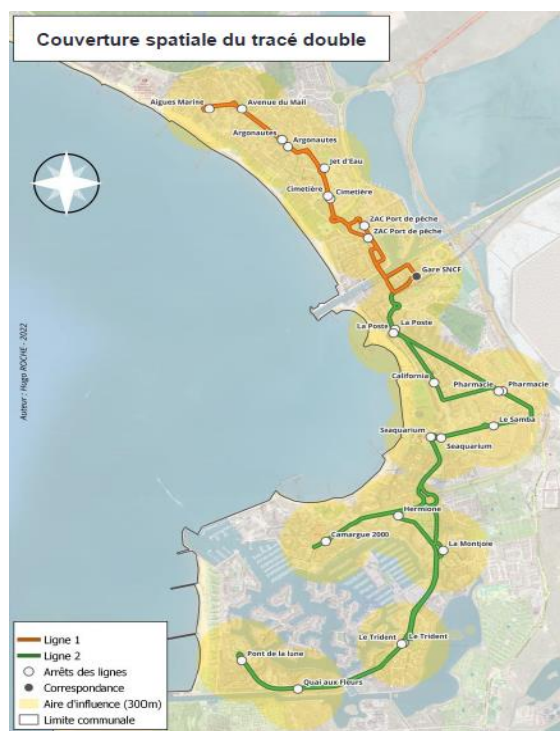 Couverture spatiale du tracé double
Aigues Marine
Avenue du Mail
Argonautes
Argonautes
Jet d'Eau
Cimetière
Cimetière
ZAC Port de pêche
ZAC Port de pêche
Gare SNCF
La Poste
La Poste
California
Pharmacie
Pharmacie
Le Samba
Seaquarium
Seaquarium
Hermione
Camargue 2000
La Montjoie
Le Trident
Le Trident
Pont de la lune
Quai aux Fleurs
Auteur : Hugo ROCHE - 2022
Ligne 1
Ligne 2
Arrêts des lignes
Correspondance
Aire d'influence (300m)
Limite communale